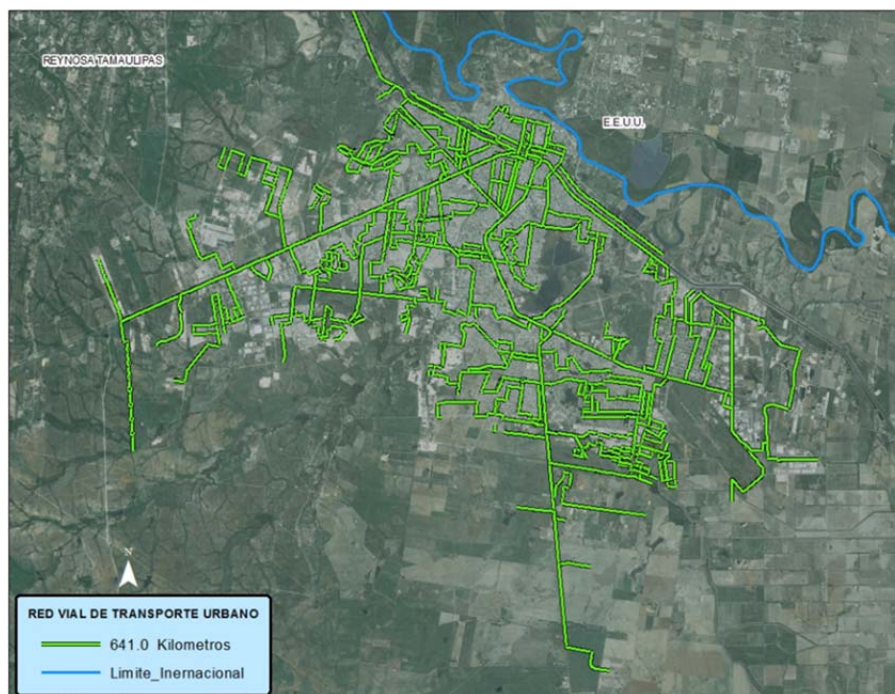 REYNOSA TAMAULIPAS
E.E.U.U.
N
RED VIAL DE TRANSPORTE URBANO
641.0 Kilometros
Limite_Inernacional